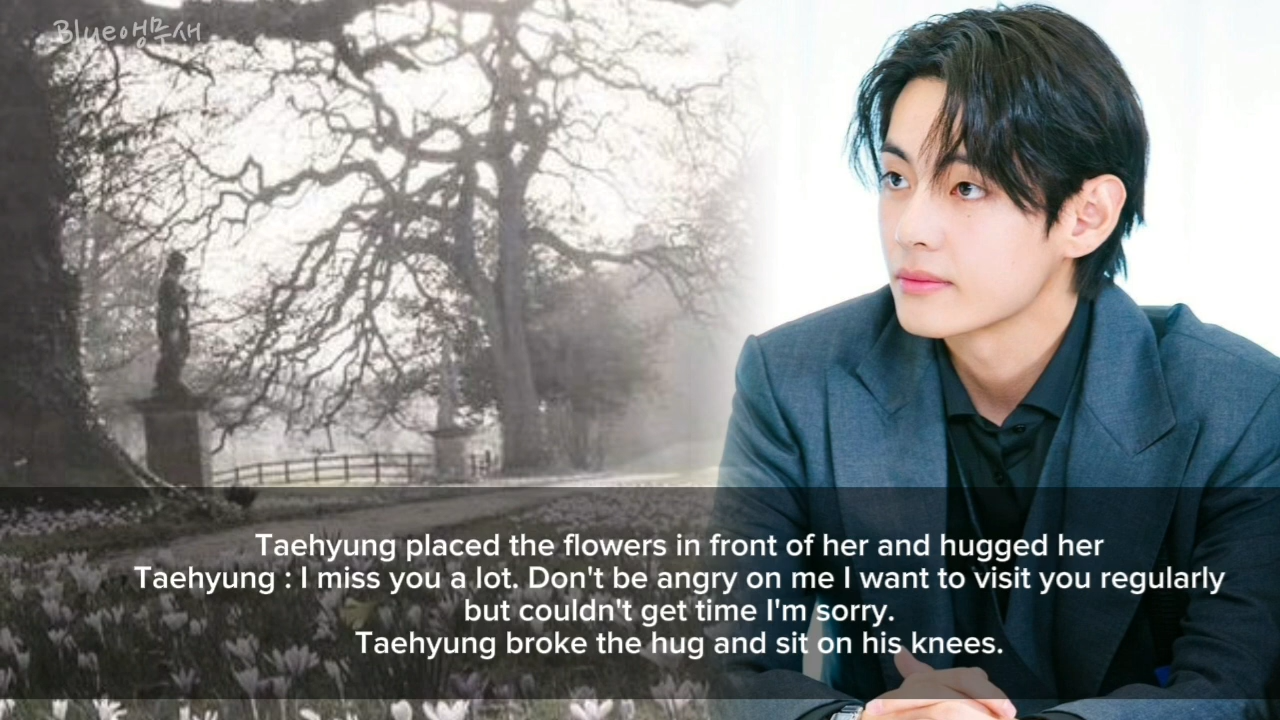 Blue앵무새
Taehyung placed the flowers in front of her and hugged her
Taehyung : I miss you a lot. Don't be angry on me I want to visit you regularly
but couldn't get time I'm sorry.
Taehyung broke the hug and sit on his knees.